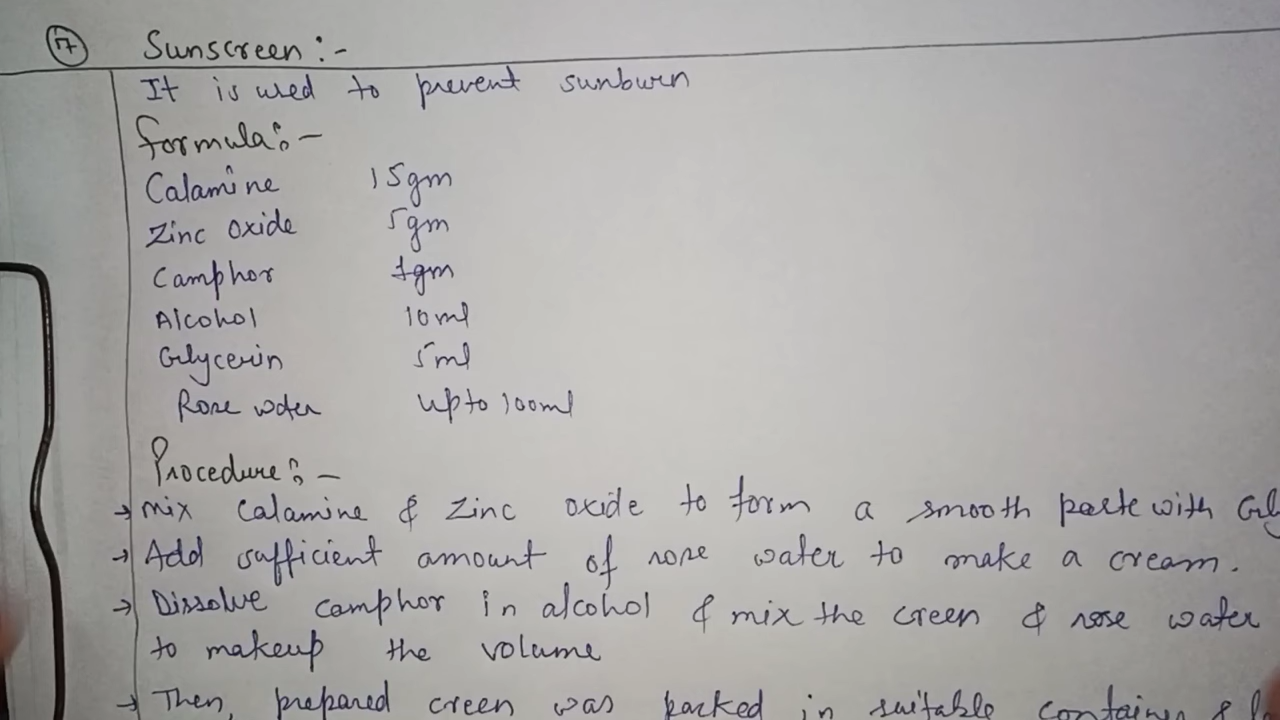 17 Sunscreen:-
It is used to prevent sunburn
formula:-
Calamine 15gm
Zinc oxide 5gm
Camphor 1gm
Alcohol 10ml
Glycerin 5ml
Rose water upto 100ml
Procedure:-
→ Mix calamine & Zinc oxide to form a smooth paste with Gly
→ Add sufficient amount of rose water to make a cream.
→ Dissolve camphor in alcohol & mix the creen & rose water
to makeup the volume
→ Then, prepared creen was packed in suitable container &